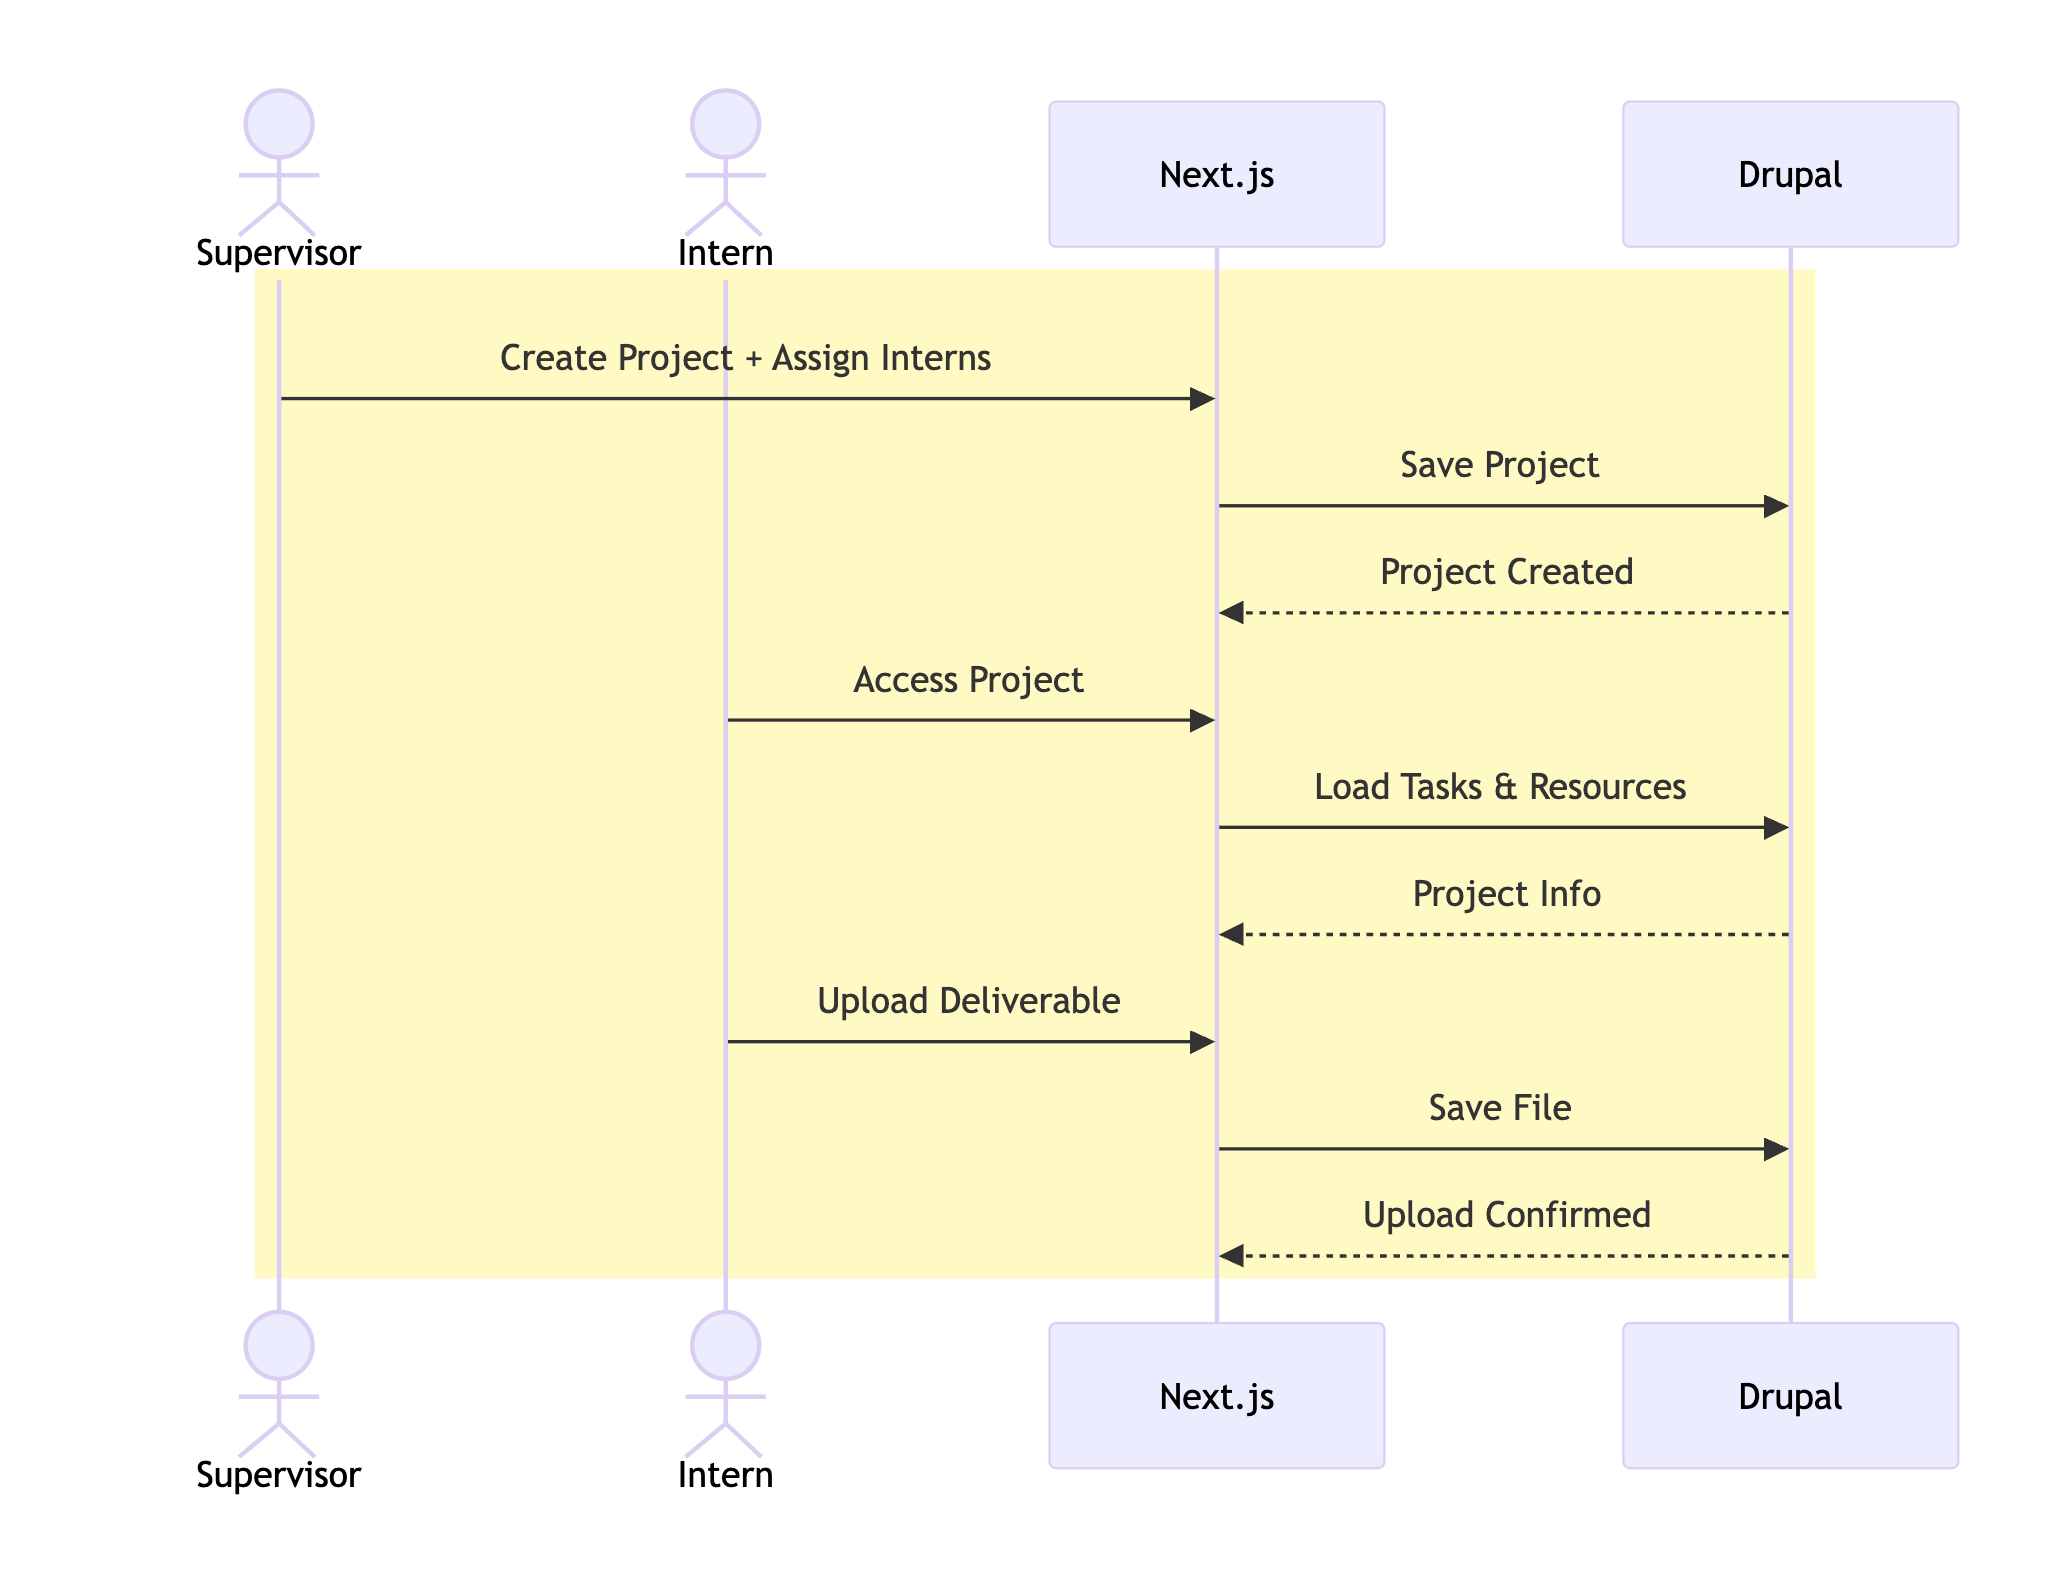 Supervisor
Intern
Next.js
Drupal
Create Project + Assign Interns
Save Project
Project Created
Access Project
Load Tasks & Resources
Project Info
Upload Deliverable
Save File
Upload Confirmed
Supervisor
Intern
Next.js
Drupal